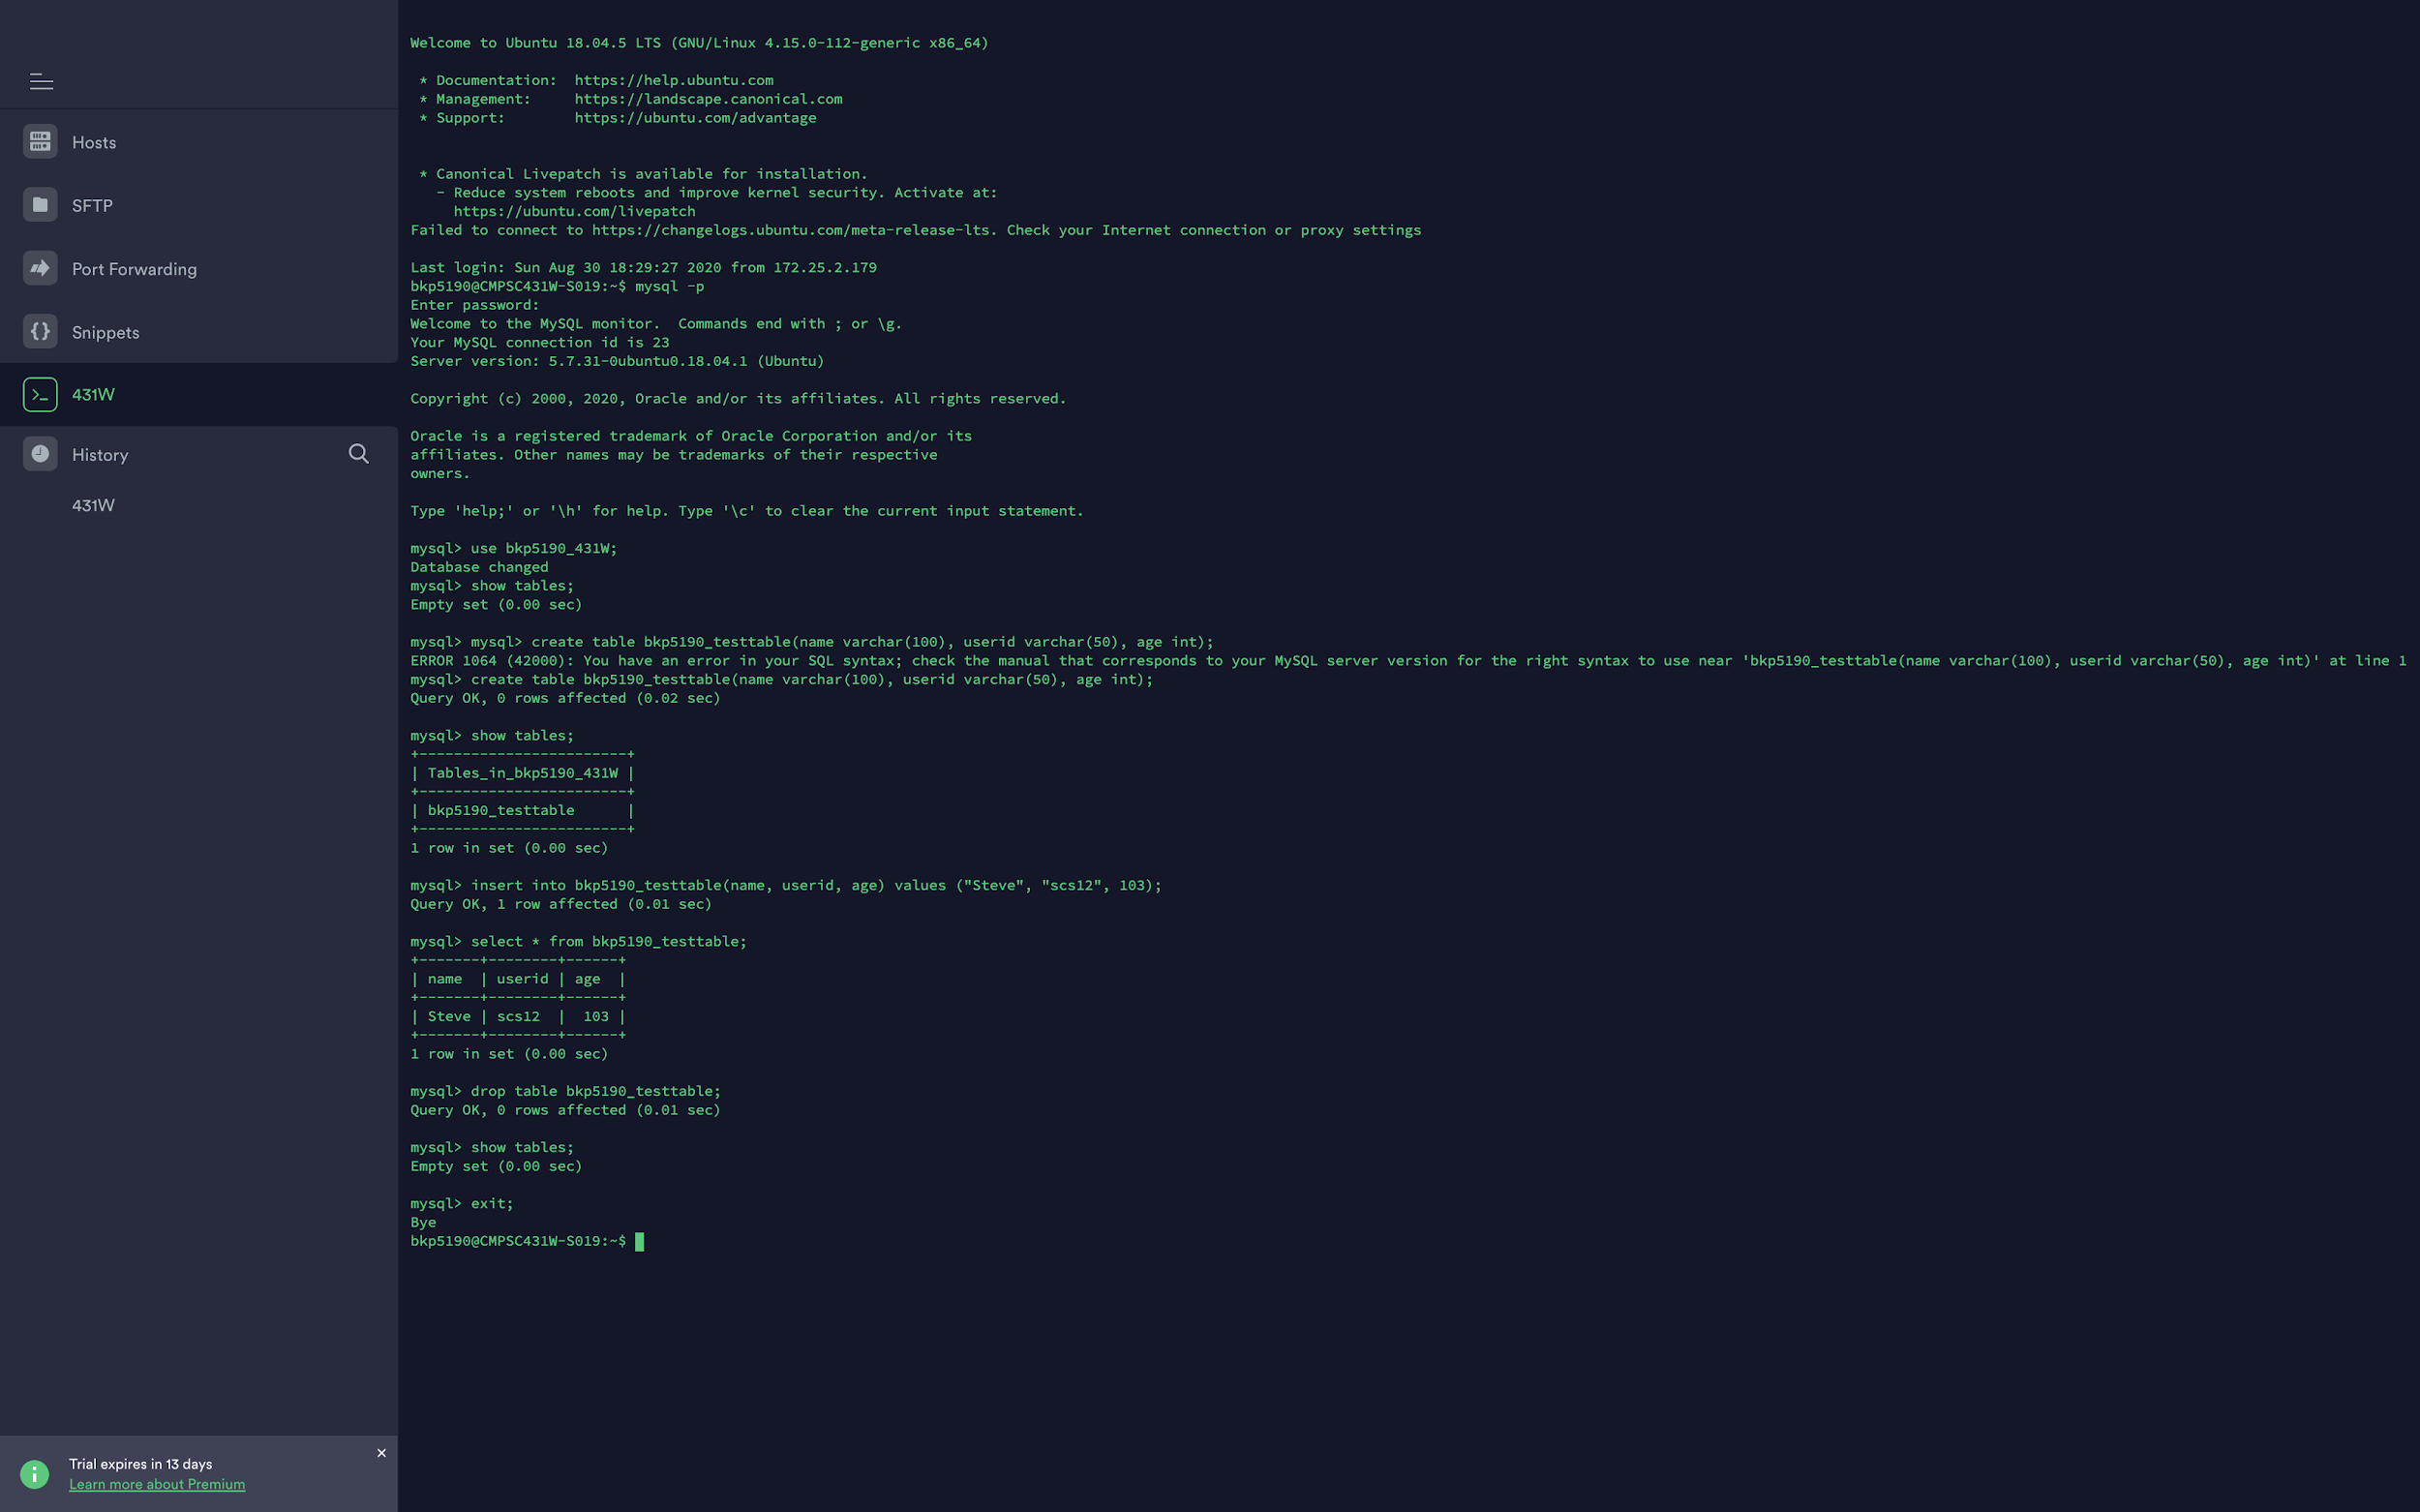 Hosts
SFTP
Port Forwarding
Snippets
431W
History
431W
Trial expires in 13 days
Learn more about Premium
Welcome to Ubuntu 18.04.5 LTS (GNU/Linux 4.15.0-112-generic x86_64)
 * Documentation:  https://help.ubuntu.com
 * Management:     https://landscape.canonical.com
 * Support:        https://ubuntu.com/advantage
 * Canonical Livepatch is available for installation.
   - Reduce system reboots and improve kernel security. Activate at:
     https://ubuntu.com/livepatch
Failed to connect to https://changelogs.ubuntu.com/meta-release-lts. Check your Internet connection or proxy settings
Last login: Sun Aug 30 18:29:27 2020 from 172.25.2.179
bkp5190@CMPSC431W-S019:~$ mysql -p
Enter password:
Welcome to the MySQL monitor.  Commands end with ; or \g.
Your MySQL connection id is 23
Server version: 5.7.31-0ubuntu0.18.04.1 (Ubuntu)
Copyright (c) 2000, 2020, Oracle and/or its affiliates. All rights reserved.
Oracle is a registered trademark of Oracle Corporation and/or its
affiliates. Other names may be trademarks of their respective
owners.
Type 'help;' or '\h' for help. Type '\c' to clear the current input statement.
mysql> use bkp5190_431W;
Database changed
mysql> show tables;
Empty set (0.00 sec)
mysql> mysql> create table bkp5190_testtable(name varchar(100), userid varchar(50), age int);
ERROR 1064 (42000): You have an error in your SQL syntax; check the manual that corresponds to your MySQL server version for the right syntax to use near 'bkp5190_testtable(name varchar(100), userid varchar(50), age int)' at line 1
mysql> create table bkp5190_testtable(name varchar(100), userid varchar(50), age int);
Query OK, 0 rows affected (0.02 sec)
mysql> show tables;
+------------------------+
| Tables_in_bkp5190_431W |
+------------------------+
| bkp5190_testtable      |
+------------------------+
1 row in set (0.00 sec)
mysql> insert into bkp5190_testtable(name, userid, age) values ("Steve", "scs12", 103);
Query OK, 1 row affected (0.01 sec)
mysql> select * from bkp5190_testtable;
+-------+--------+------+
| name  | userid | age  |
+-------+--------+------+
| Steve | scs12  |  103 |
+-------+--------+------+
1 row in set (0.00 sec)
mysql> drop table bkp5190_testtable;
Query OK, 0 rows affected (0.01 sec)
mysql> show tables;
Empty set (0.00 sec)
mysql> exit;
Bye
bkp5190@CMPSC431W-S019:~$